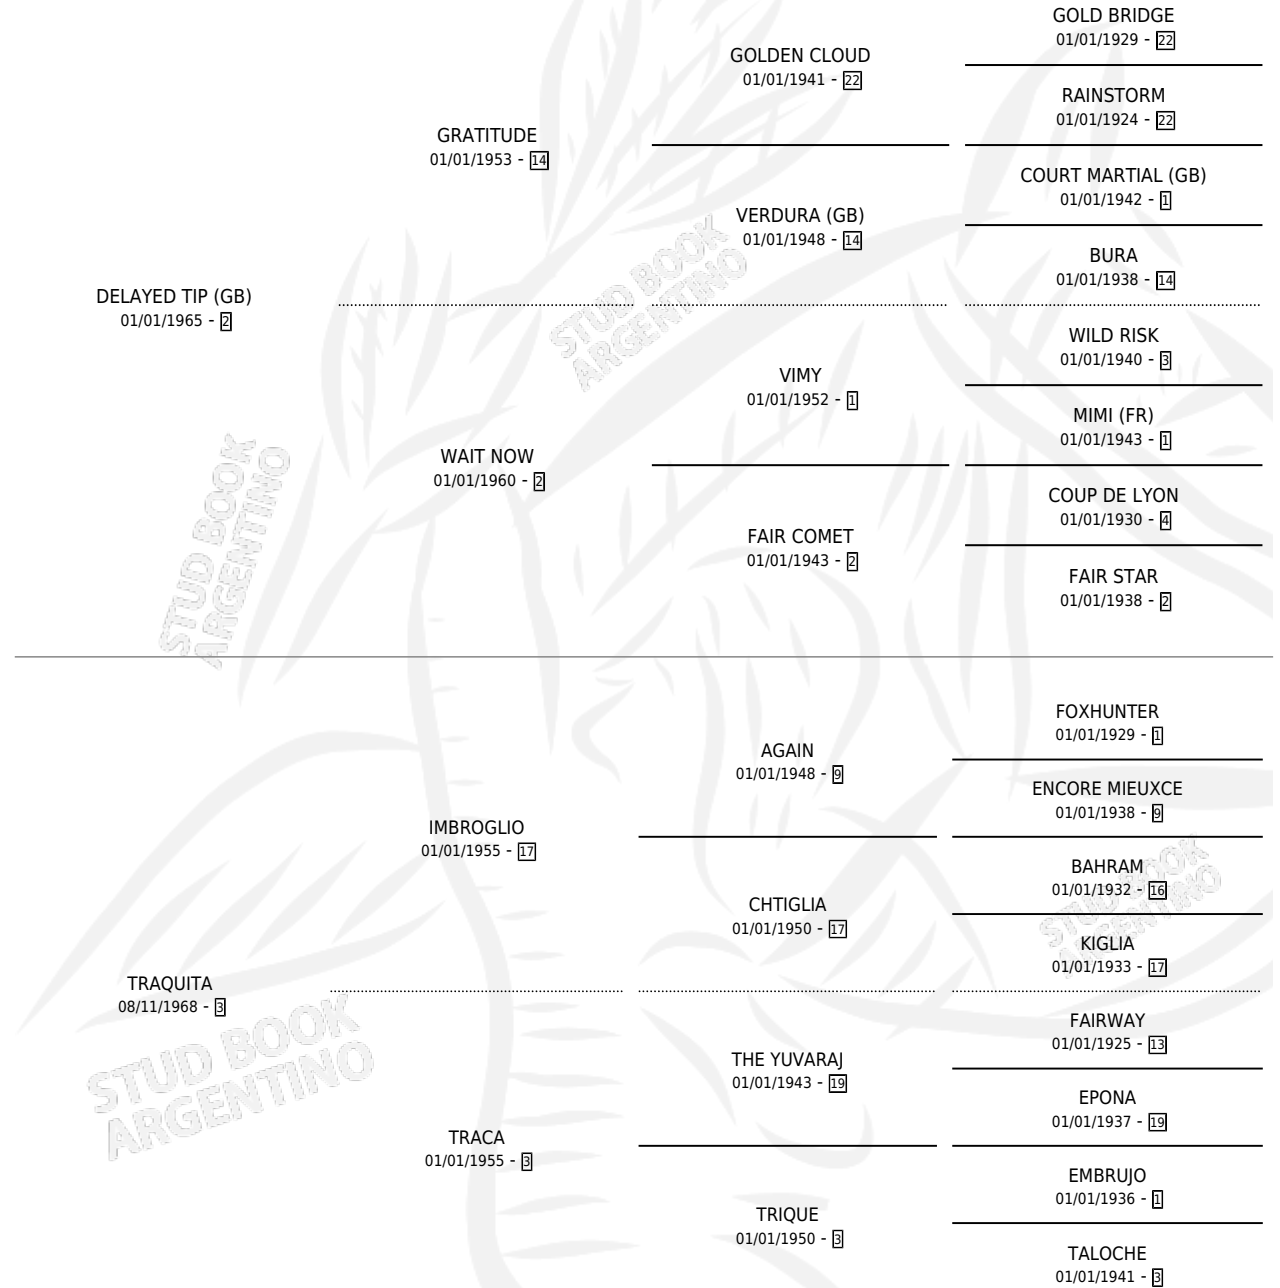 GOLD BRIDGE
01/01/1929 - 22
GOLDEN CLOUD
01/01/1941 - 22
RAINSTORM
01/01/1924 - 22
GRATITUDE
01/01/1953 - 14
COURT MARTIAL (GB)
01/01/1942 - 1
VERDURA (GB)
01/01/1948 - 14
BURA
01/01/1938 - 14
DELAYED TIP (GB)
01/01/1965 - 2
STUD BOOK
ARGENTINO
WILD RISK
01/01/1940 - 3
VIMY
01/01/1952 - 1
MIMI (FR)
01/01/1943 - 1
WAIT NOW
01/01/1960 - 2
COUP DE LYON
01/01/1930 - 4
FAIR COMET
01/01/1943 - 2
FAIR STAR
01/01/1938 - 2
STUD BOOK
ARGENTINO
FOXHUNTER
01/01/1929 - 1
AGAIN
01/01/1948 - 9
ENCORE MIEUXCE
01/01/1938 - 9
IMBROGLIO
01/01/1955 - 17
BAHRAM
01/01/1932 - 16
CHTIGLIA
01/01/1950 - 17
STUD BOOK
ARGENTINO
KIGLIA
01/01/1933 - 17
TRAQUITA
08/11/1968 - 3
FAIRWAY
01/01/1925 - 13
THE YUVARAJ
01/01/1943 - 19
STUD BOOK
ARGENTINO
EPONA
01/01/1937 - 19
TRACA
01/01/1955 - 3
EMBRUJO
01/01/1936 - 1
TRIQUE
01/01/1950 - 3
TALOCHE
01/01/1941 - 3